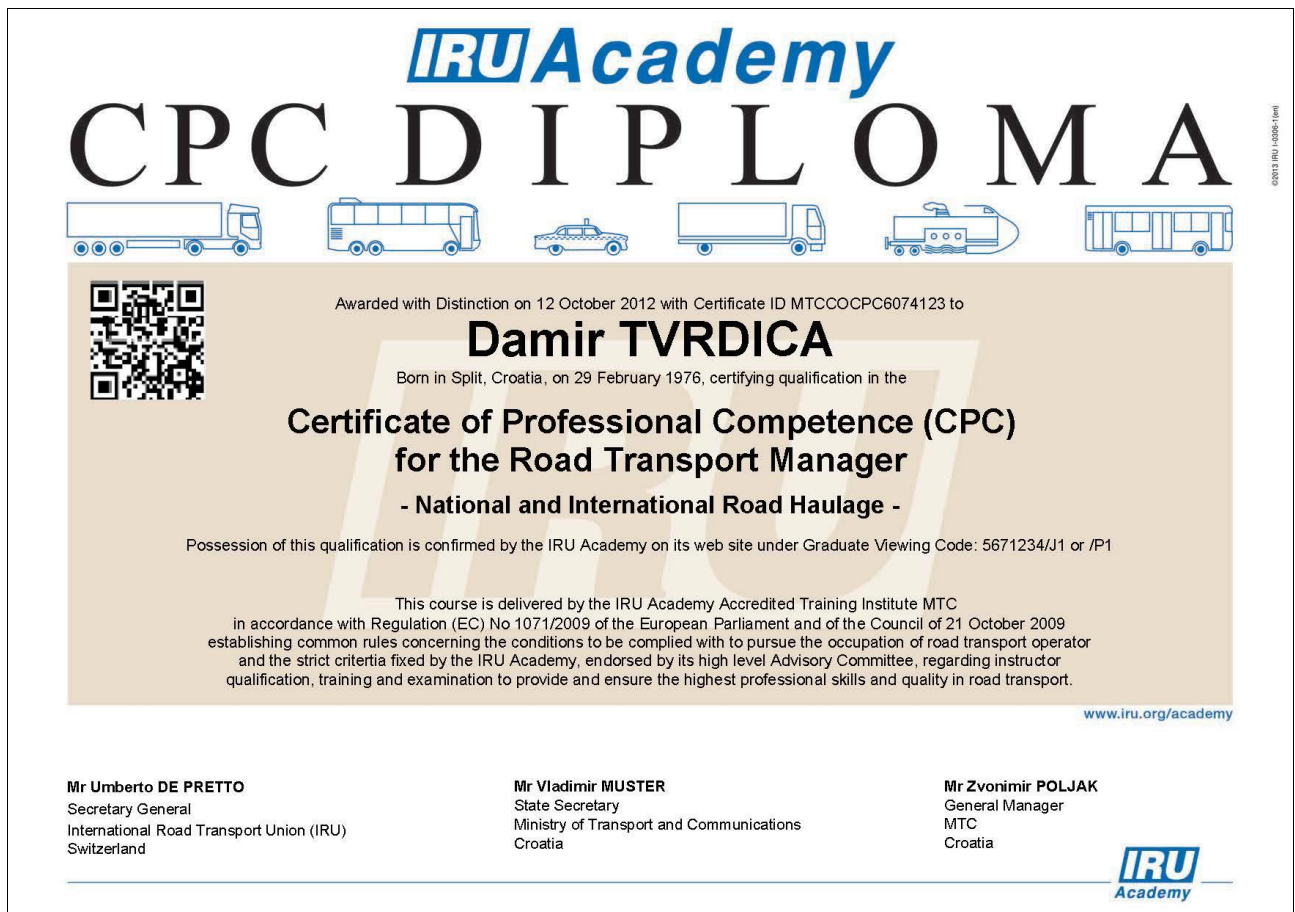 IRU Academy
CPC DIPLOMA
©2013 IRU I-0306-1(en)
Awarded with Distinction on 12 October 2012 with Certificate ID MTCCOCPC6074123 to
Damir TVRDICA
Born in Split, Croatia, on 29 February 1976, certifying qualification in the
Certificate of Professional Competence (CPC)
for the Road Transport Manager
- National and International Road Haulage -
Possession of this qualification is confirmed by the IRU Academy on its web site under Graduate Viewing Code: 5671234/J1 or /P1
This course is delivered by the IRU Academy Accredited Training Institute MTC
in accordance with Regulation (EC) No 1071/2009 of the European Parliament and of the Council of 21 October 2009
establishing common rules concerning the conditions to be complied with to pursue the occupation of road transport operator
and the strict critertia fixed by the IRU Academy, endorsed by its high level Advisory Committee, regarding instructor
qualification, training and examination to provide and ensure the highest professional skills and quality in road transport.
IRU
www.iru.org/academy
Mr Umberto DE PRETTO
Secretary General
International Road Transport Union (IRU)
Switzerland
Mr Vladimir MUSTER
State Secretary
Ministry of Transport and Communications
Croatia
Mr Zvonimir POLJAK
General Manager
MTC
Croatia
IRU
Academy